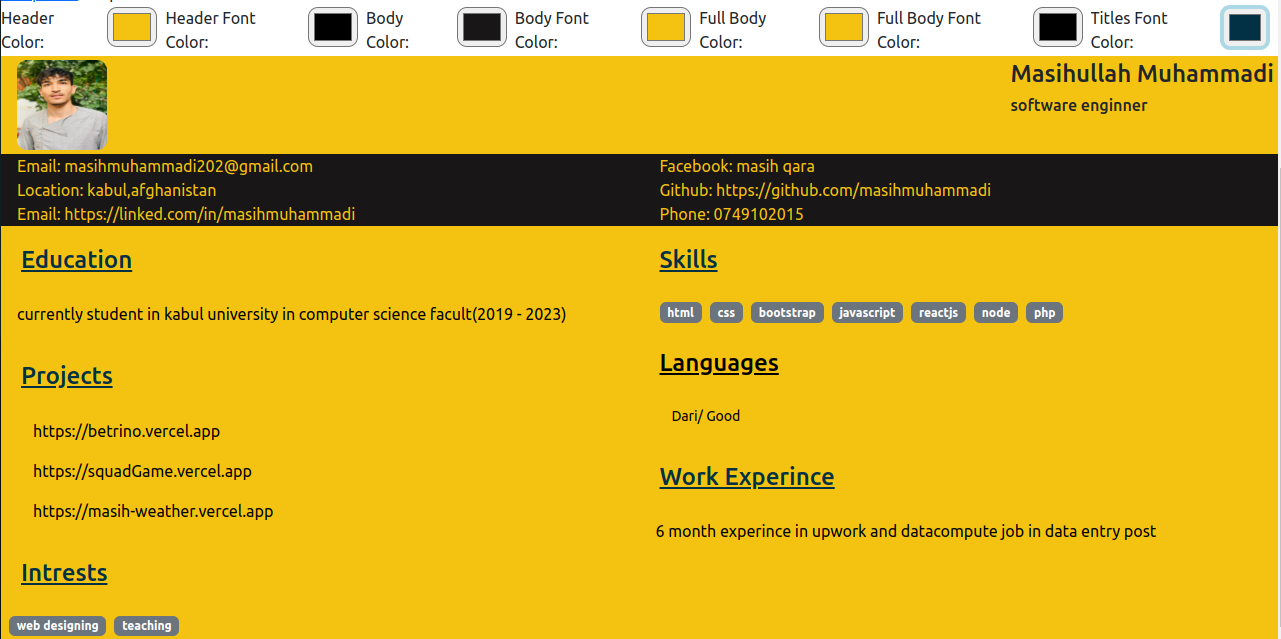 Header Color:
Header Font Color:
Body Color:
Body Font Color:
Full Body Color:
Full Body Font Color:
Titles Font Color:
Masihullah Muhammadi
software enginner
Email: masihmuhammadi202@gmail.com
Location: kabul,afghanistan
Email: https://linked.com/in/masihmuhammadi
Facebook: masih qara
Github: https://github.com/masihmuhammadi
Phone: 0749102015
Education
currently student in kabul university in computer science facult(2019 - 2023)
Projects
https://betrino.vercel.app
https://squadGame.vercel.app
https://masih-weather.vercel.app
Intrests
web designing teaching
Skills
html css bootstrap javascript reactjs node php
Languages
Dari/ Good
Work Experince
6 month experince in upwork and datacompute job in data entry post